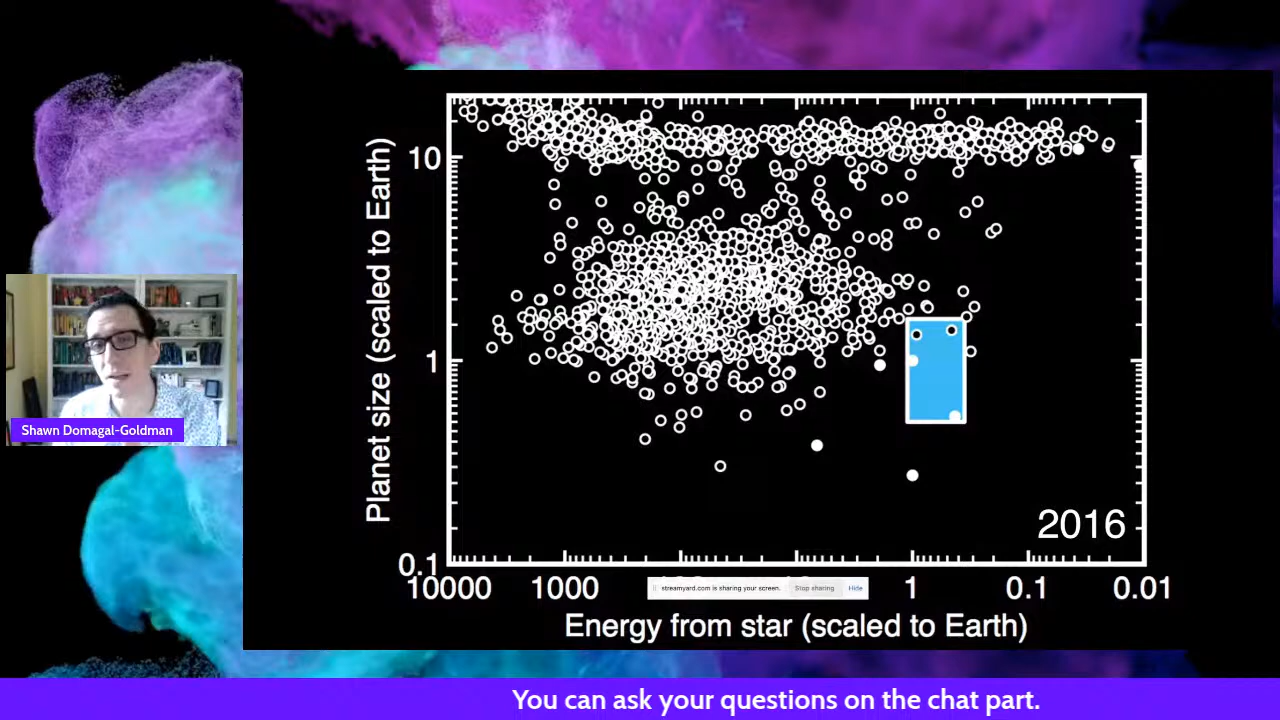 Planet size (scaled to Earth)
10
1
0.1
10000
1000
1
0.1
0.01
Energy from star (scaled to Earth)
2016
streamyard.com is sharing your screen.
Stop sharing
Hide
Shawn Domagal-Goldman
You can ask your questions on the chat part.